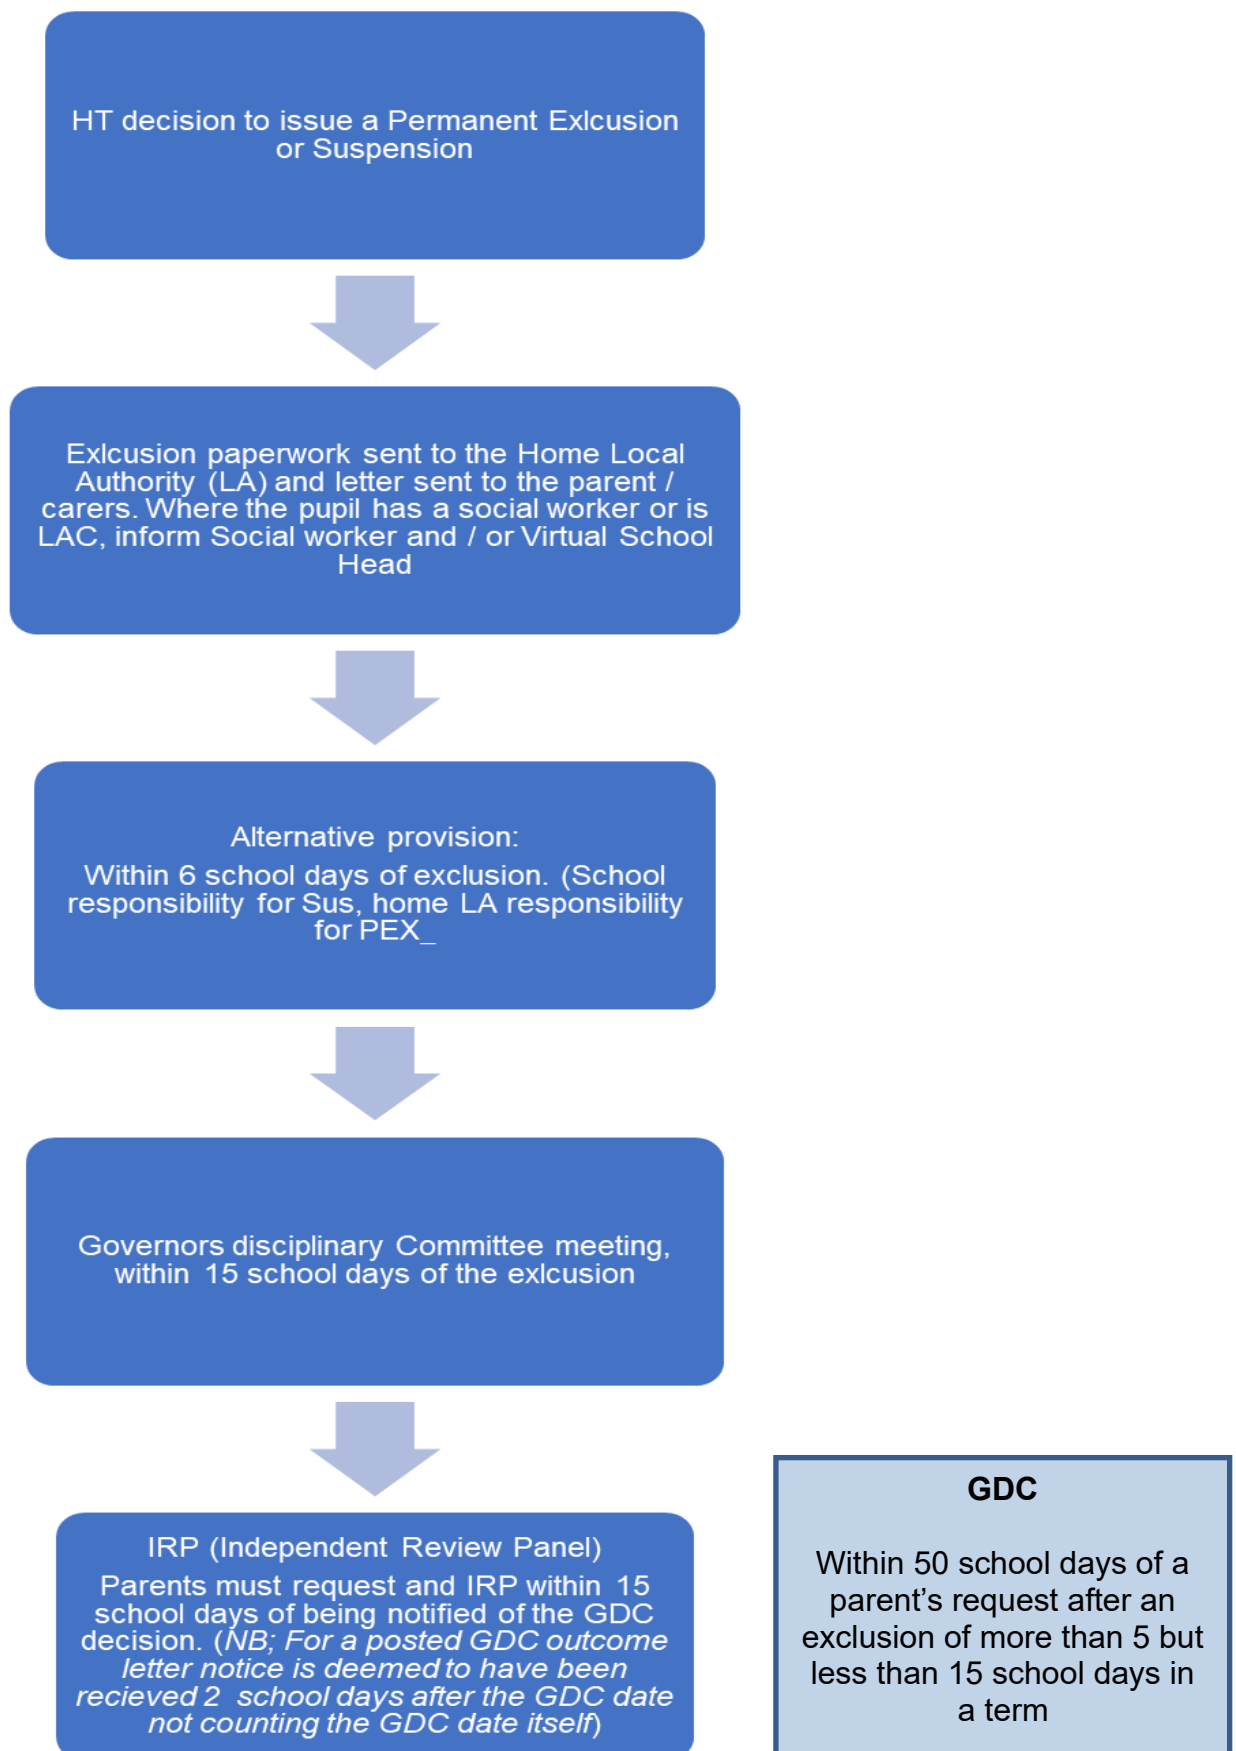 HT decision to issue a Permanent Exlcusion
or Suspension
Exlcusion paperwork sent to the Home Local
Authority (LA) and letter sent to the parent /
carers. Where the pupil has a social worker or is
LAC, inform Social worker and / or Virtual School
Head
Alternative provision:
Within 6 school days of exclusion. (School
responsibility for Sus, home LA responsibility
for PEX_
Governors disciplinary Committee meeting,
within 15 school days of the exlcusion
IRP (Independent Review Panel)
Parents must request and IRP within 15
school days of being notified of the GDC
decision. (NB; For a posted GDC outcome
letter notice is deemed to have been
recieved 2 school days after the GDC date
not counting the GDC date itself)
GDC
Within 50 school days of a
parent’s request after an
exclusion of more than 5 but
less than 15 school days in
a term